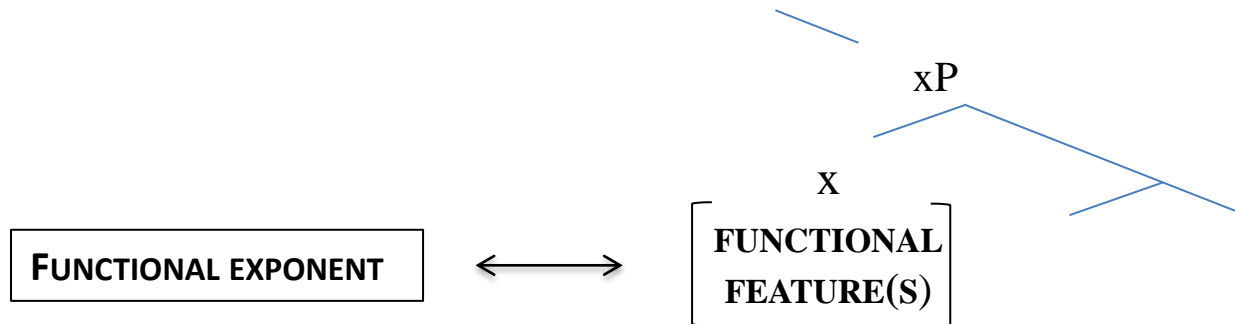 xP
x
FUNCTIONAL EXPONENT
FUNCTIONAL
FEATURE(S)